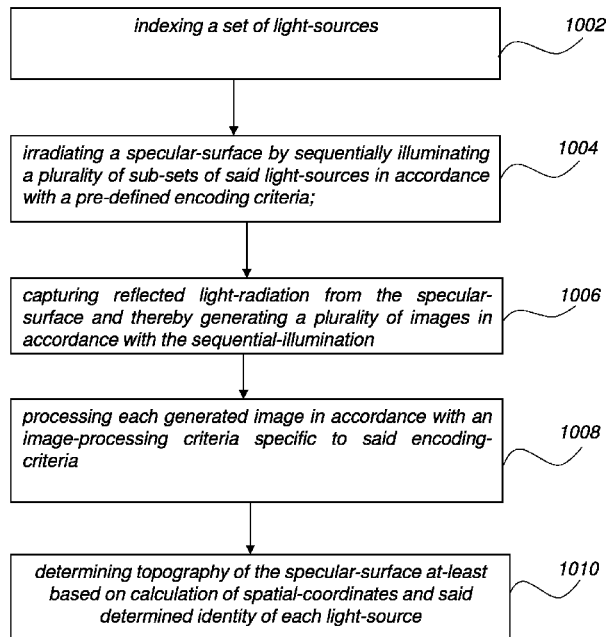 indexing a set of light-sources
1002
irradiating a specular-surface by sequentially illuminating
a plurality of sub-sets of said light-sources in accordance
with a pre-defined encoding criteria;
1004
capturing reflected light-radiation from the specular-
surface and thereby generating a plurality of images in
accordance with the sequential-illumination
1006
processing each generated image in accordance with an
image-processing criteria specific to said encoding-
criteria
1008
determining topography of the specular-surface at-least
based on calculation of spatial-coordinates and said
determined identity of each light-source
1010